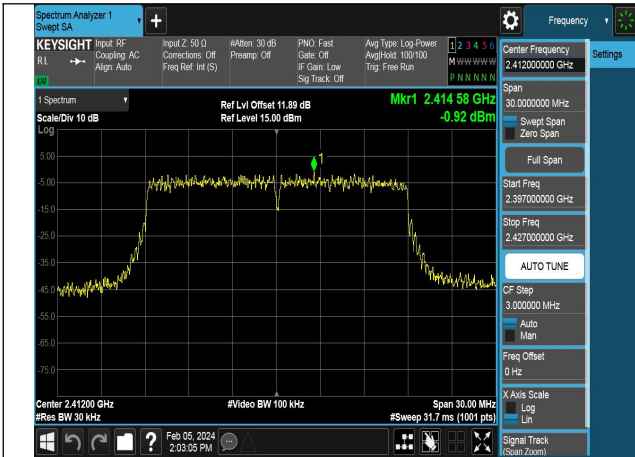 Spectrum Analyzer 1
Swept SA
+
Frequency
KEYSIGHT
RL
LXI
Input: RF
Coupling: AC
Align: Auto
Input Z: 50 Ω
Corrections: Off
Freq Ref: Int (S)
#Atten: 30 dB
Preamp: Off
PNO: Fast
Gate: Off
IF Gain: Low
Sig Track: Off
Avg Type: Log-Power
Avg|Hold: 100/100
Trig: Free Run
1 2 3 4 5 6
M W W W W W
P N N N N N
Center Frequency
2.412000000 GHz
Settings
Span
30.0000000 MHz
Swept Span
Zero Span
Full Span
Start Freq
2.397000000 GHz
Stop Freq
2.427000000 GHz
AUTO TUNE
CF Step
3.000000 MHz
Auto
Man
Freq Offset
0 Hz
X Axis Scale
Log
Lin
Signal Track
(Span Zoom)
1 Spectrum
Scale/Div 10 dB
Log
Ref Lvl Offset 11.89 dB
Ref Level 15.00 dBm
Mkr1 2.414 58 GHz
-0.92 dBm
1
5.00
-5.00
-15.0
-25.0
-35.0
-45.0
-55.0
-65.0
-75.0
Center 2.41200 GHz
#Res BW 30 kHz
#Video BW 100 kHz
Span 30.00 MHz
#Sweep 31.7 ms (1001 pts)
?
Feb 05, 2024
2:03:05 PM